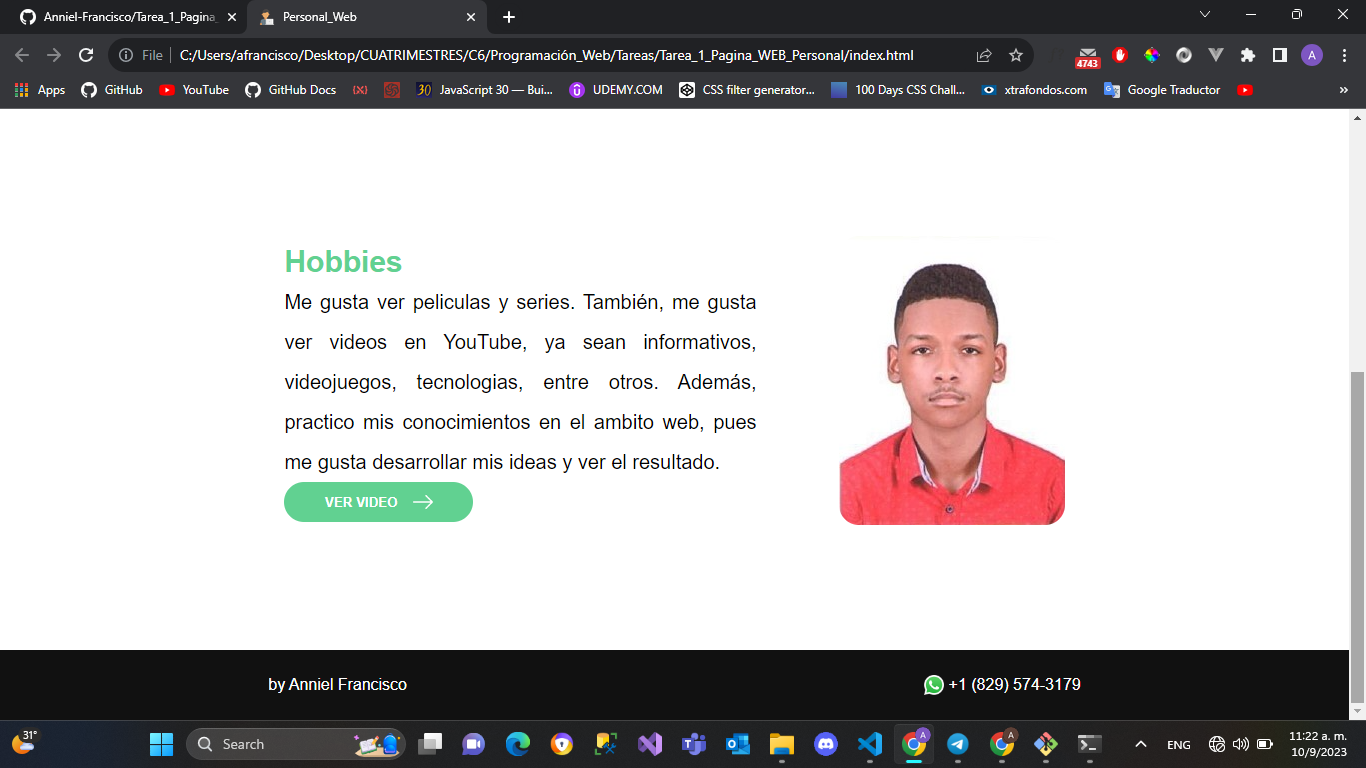 Anniel-Francisco/Tarea_1_Pagina_
Personal_Web
File
C:/Users/afrancisco/Desktop/CUATRIMESTRES/C6/Programación_Web/Tareas/Tarea_1_Pagina_WEB_Personal/index.html
4743
A
Apps
GitHub
YouTube
GitHub Docs
JavaScript 30 — Bui...
UDEMY.COM
CSS filter generator...
100 Days CSS Chall...
xtrafondos.com
Google Traductor
»
Hobbies
Me gusta ver peliculas y series. También, me gusta
ver videos en YouTube, ya sean informativos,
videojuegos, tecnologias, entre otros. Además,
practico mis conocimientos en el ambito web, pues
me gusta desarrollar mis ideas y ver el resultado.
VER VIDEO
by Anniel Francisco
+1 (829) 574-3179
31°
Search
ENG
11:22 a. m.
10/9/2023